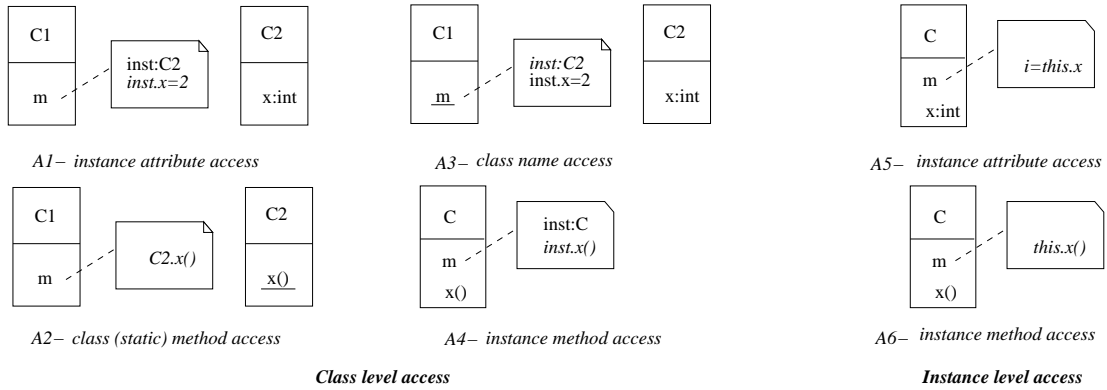 C1
inst:C2
inst.x=2
m
C2
x:int
A1– instance attribute access
C1
inst:C2
inst.x=2
m
C2
x:int
A3– class name access
C
m
x:int
i=this.x
A5– instance attribute access
C1
m
C2.x()
C2
x()
A2– class (static) method access
C
m
x()
inst:C
inst.x()
A4– instance method access
C
m
x()
this.x()
A6– instance method access
Class level access
Instance level access